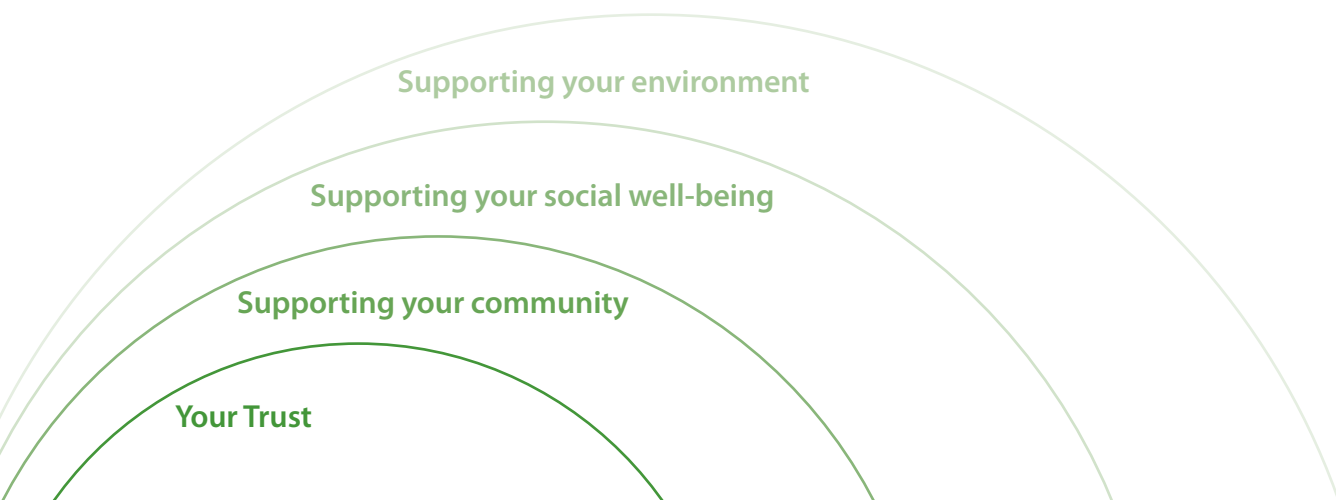 Supporting your environment
Supporting your social well-being
Supporting your community
Your Trust